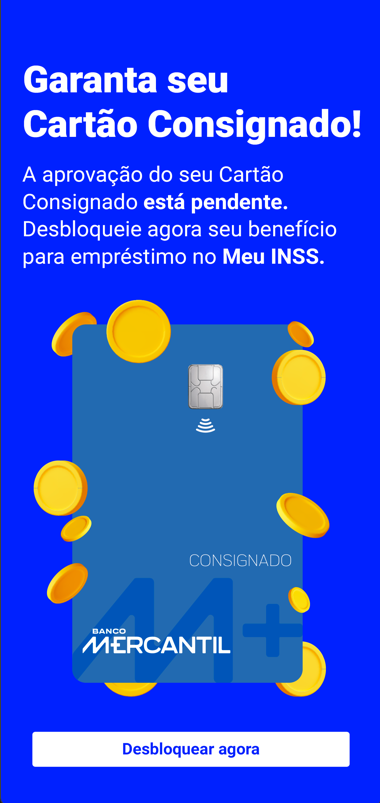 Garanta seu
Cartão Consignado!
A aprovação do seu Cartão
Consignado está pendente.
Desbloqueie agora seu benefício
para empréstimo no Meu INSS.
CONSIGNADO
M+
BANCO
MERCANTIL
Desbloquear agora